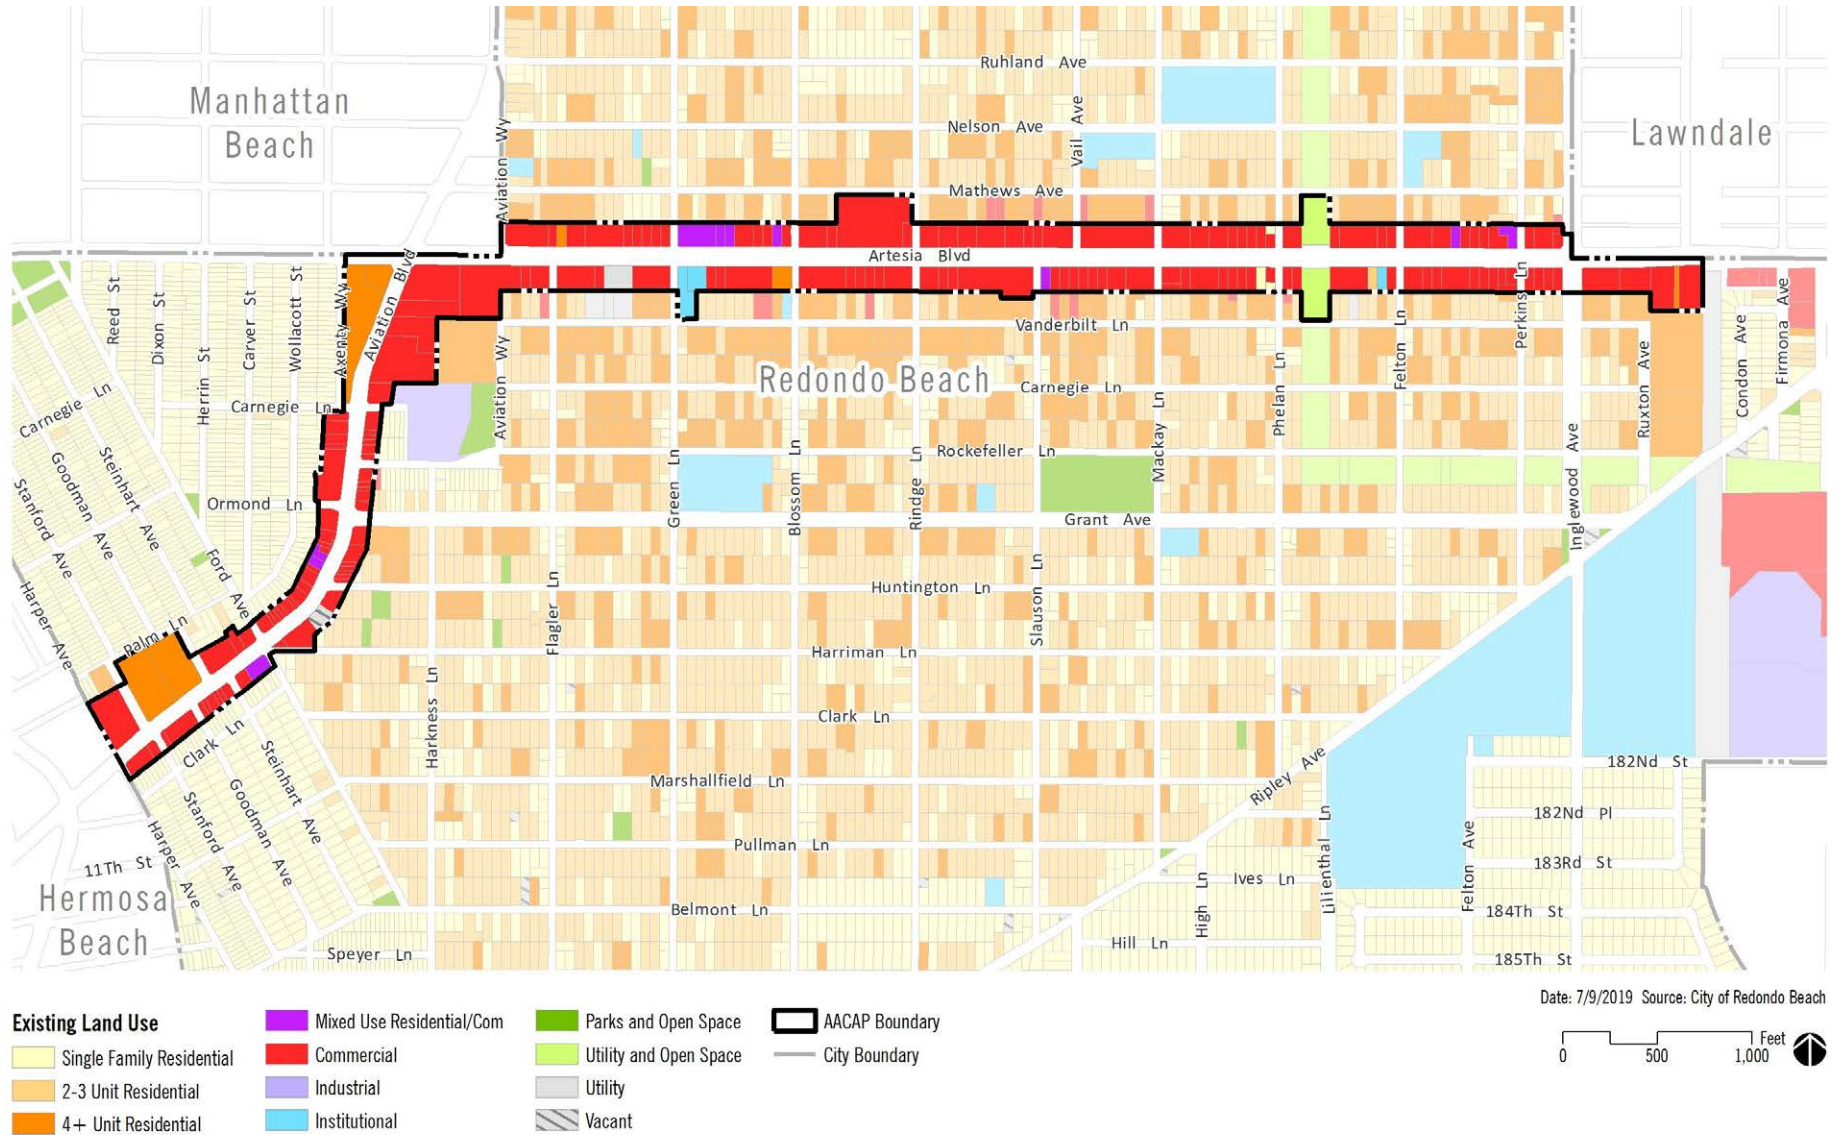 Ruhland Ave
Manhattan
Beach
Lawndale
Nelson Ave
Vail Ave
Aviation Wy
Mathews Ave
Artesia Blvd
Aviation Blvd
Reed St
Dixon St
Herrin St
Carver St
Wollacott St
Axenty Wy
Perkins Ln
Vanderbilt Ln
Felton Ln
Condon Ave
Firmona Ave
Aviation Wy
Redondo Beach
Carnegie Ln
Phelan Ln
Ruxton Ave
Carnegie Ln
Carnegie Ln
Mackay Ln
Inglewood Ave
Rockefeller Ln
Steinhart Ave
Goodman Ave
Stanford Ave
Green Ln
Blossom Ln
Rindge Ln
Ormond Ln
Grant Ave
Ford Ave
Harper Ave
Flagler Ln
Huntington Ln
Slauson Ln
Palm Ln
Harriman Ln
Harkness Ln
Clark Ln
Clark Ln
Steinhart Ave
Goodman Ave
Stanford Ave
Harper Ave
Marshallfield Ln
Ripley Ave
182Nd St
182Nd Pl
Lilienthal Ln
Felton Ave
Pullman Ln
183Rd St
11Th St
High Ln
Ives Ln
Hermosa
Beach
Belmont Ln
184Th St
Hill Ln
Speyer Ln
185Th St
Date: 7/9/2019 Source: City of Redondo Beach
Existing Land Use
Single Family Residential
2-3 Unit Residential
4+ Unit Residential
Mixed Use Residential/Com
Commercial
Industrial
Institutional
Parks and Open Space
Utility and Open Space
Utility
Vacant
AACAP Boundary
City Boundary
Feet
0 500 1,000